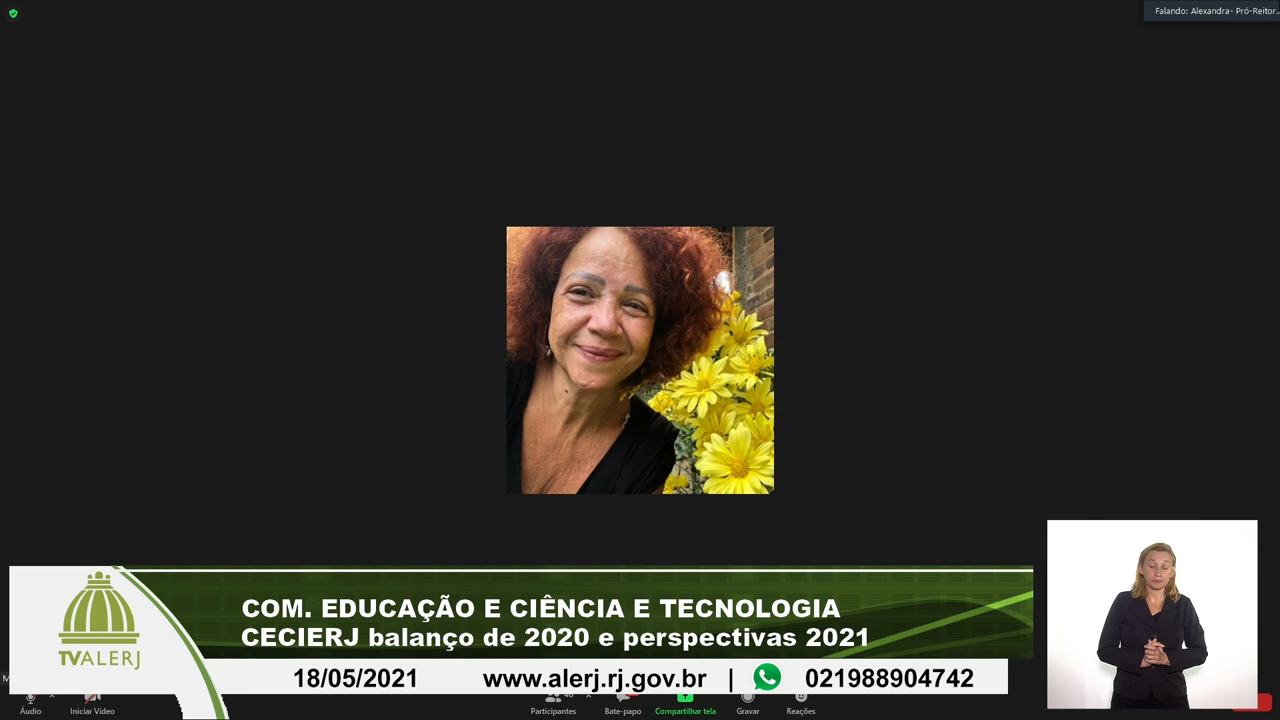 Falando: Alexandra- Pró-Reitor...
COM. EDUCAÇÃO E CIÊNCIA E TECNOLOGIA
CECIERJ balanço de 2020 e perspectivas 2021
TVALERJ
18/05/2021 www.alerj.rj.gov.br | 021988904742
Áudio Iniciar Vídeo Participantes Bate-papo Compartilhar tela Gravar Reações